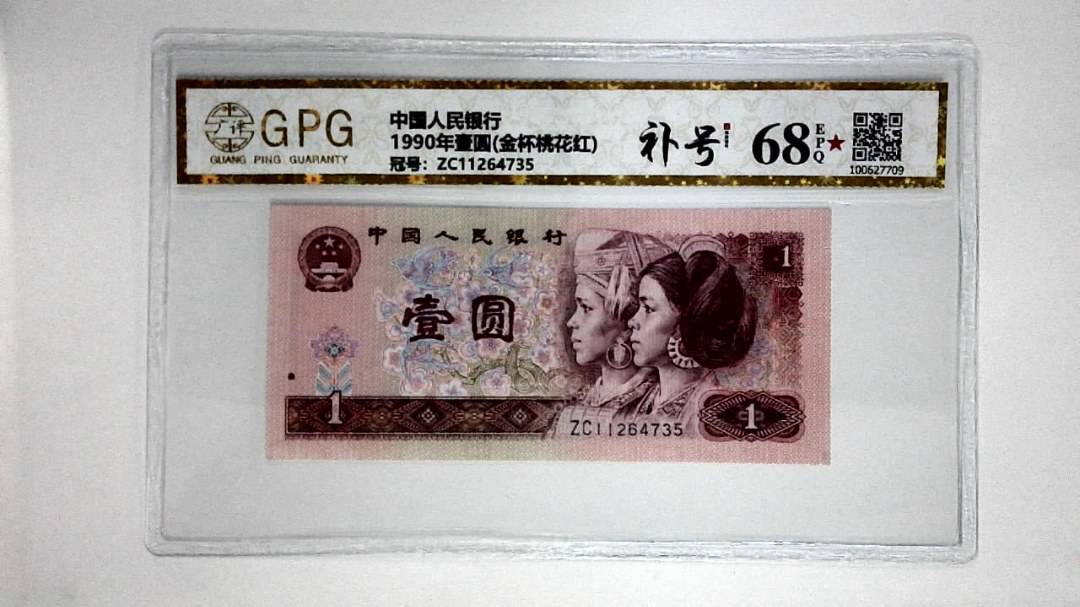 GPG
GUANG PING GUARANTY
中国人民银行
1990年壹圆(金杯桃花红)
冠号：ZC11264735
补号
68
EPQ
100627709
中国人民银行
1
壹圆
1
ZC11264735
1